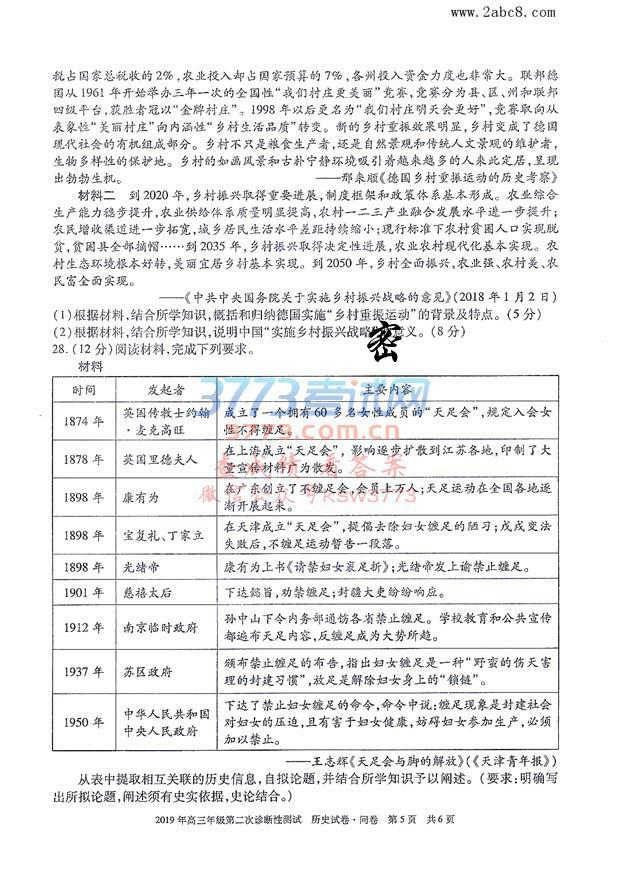 www.2abc8.com
税占国家总税收的2%,农业投入却占国家预算的7%,各州投入资金力度也非常大。联邦德
国从1961年开始举办三年一次的全国性“我们村庄更美丽”竞赛,竞赛分为县、区、州和联邦
四级平台,获胜者冠以“金牌村庄”。1998年以后更名为“我们村庄明天会更好”,竞赛取向从
表象性“美丽村庄”向内涵性“乡村生活品质”转变。新的乡村重振效果明显,乡村变成了德国
现代社会的有机组成部分。乡村不只是粮食生产者,还是自然景观和传统人文景观的维护者,
生物多样性的保护地。乡村的如画风景和古朴宁静环境吸引着越来越多的人来此定居,呈现
出勃勃生机。 ——邢来顺《德国乡村重振运动的历史考察》
材料二 到2020年,乡村振兴取得重要进展,制度框架和政策体系基本形成。农业综合
生产能力稳步提升,农业供给体系质量明显提高,农村一二三产业融合发展水平进一步提升;
农民增收渠道进一步拓宽,城乡居民生活水平差距持续缩小;现行标准下农村贫困人口实现脱
贫,贫困县全部摘帽……到2035年,乡村振兴取得决定性进展,农业农村现代化基本实现。农
村生态环境根本好转,美丽宜居乡村基本实现。到2050年,乡村全面振兴,农业强、农村美、农
民富全面实现。
——《中共中央国务院关于实施乡村振兴战略的意见》(2018年1月2日)
(1)根据材料,结合所学知识,概括和归纳德国实施“乡村重振运动”的背景及特点。(5分)
(2)根据材料,结合所学知识,说明中国“实施乡村振兴战略 意义。(8分)
密
28.(12分)阅读材料,完成下列要求。
材料
时间 发起者 主要内容
1874年 英国传教士约翰·麦克高旺 成立了一个拥有60多名女性成员的“天足会”,规定入会女
性不得缠足。
1878年 英国里德夫人 在上海成立“天足会”,影响逐步扩散到江苏各地,印制了大
量宣传材料广为散发。
1898年 康有为 在广东创立了不缠足会,会员上万人;天足运动在全国各地逐
渐开展起来。
1898年 宝复礼、丁家立 在天津成立“天足会”,提倡去除妇女缠足的陋习;戊戌变法
失败后,不缠足运动暂告一段落。
1898年 光绪帝 康有为上书《请禁妇女裹足折》;光绪帝发上谕禁止缠足。
1901年 慈禧太后 下达懿旨,劝禁缠足;封疆大吏纷纷响应。
1912年 南京临时政府 孙中山下令内务部通饬各省禁止缠足。学校教育和公共宣传
都遍布天足内容,反缠足成为大势所趋。
1937年 苏区政府 颁布禁止缠足的布告,指出妇女缠足是一种“野蛮的伤天害
理的封建习惯”,放足是解除妇女身上的“锁链”。
1950年 中华人民共和国中央人民政府 下达了禁止妇女缠足的命令,命令中说:缠足现象是封建社会
对妇女的压迫,且有害于妇女健康,妨碍妇女参加生产,必须
加以禁止。
3773考试网
www.3773.com.cn
查成绩 查答案
微信公众号KSW3773
——王志辉《天足会与脚的解放》(《天津青年报》)
从表中提取相互关联的历史信息,自拟论题,并结合所学知识予以阐述。(要求:明确写
出所拟论题,阐述须有史实依据,史论结合。)
2019年高三年级第二次诊断性测试 历史试卷·问卷 第5页 共6页